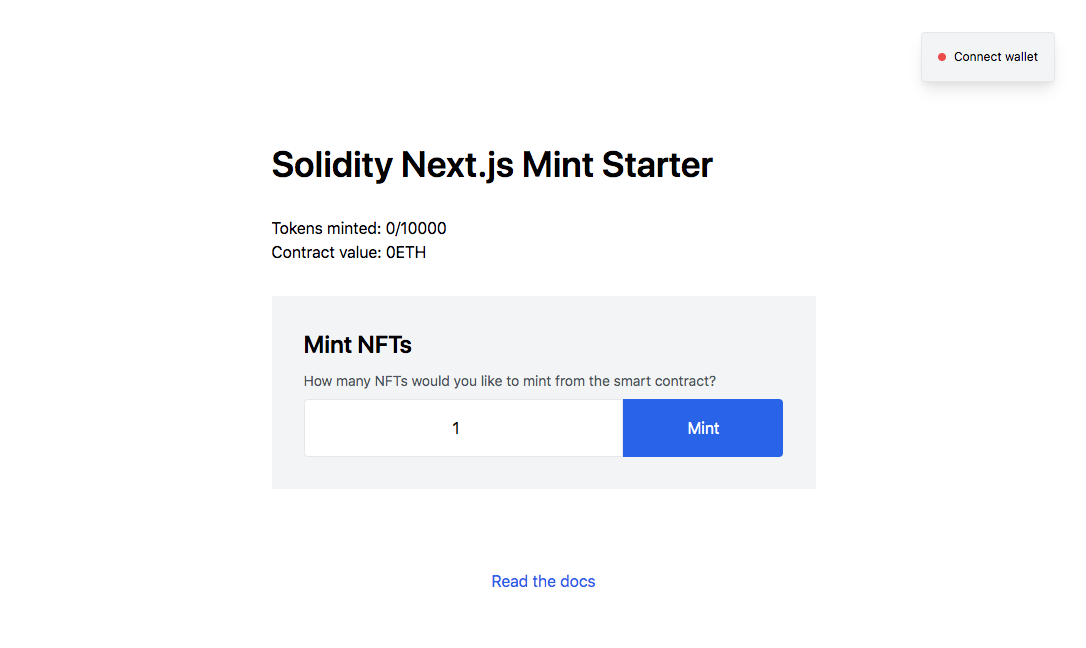 Connect wallet
Solidity Next.js Mint Starter
Tokens minted: 0/10000
Contract value: 0ETH
Mint NFTs
How many NFTs would you like to mint from the smart contract?
1 Mint
Read the docs